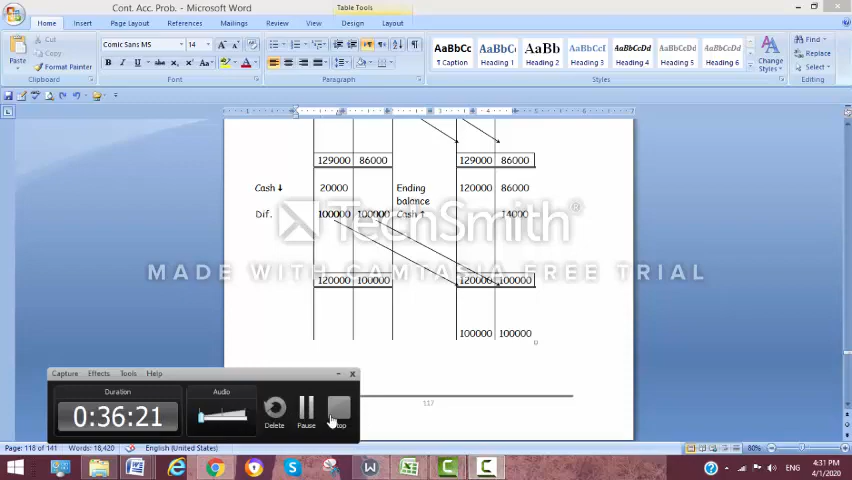 Cont. Acc. Prob. - Microsoft Word
Table Tools
Home Insert Page Layout References Mailings Review View Design Layout
Paste
Cut
Copy
Format Painter
Clipboard
Comic Sans MS 14
Font
Paragraph
AaBbCc AaBbCcI AaBb AaBbCcI AaBbCcDd AaBbCcDd AaBbCcDd
¶ Caption Heading 1 Heading 2 Heading 3 Heading 4 Heading 5 Heading 6
Styles
Change Styles
Find
Replace
Select
Editing
129000 86000 129000 86000
Cash ↓ 20000 Ending balance 120000 86000
Dif. 100000 100000 Cash ↑ 14000
TechSmith®
MADE WITH CAMTASIA FREE TRIAL
120000 100000 120000 100000
100000 100000
117
Capture Effects Tools Help
Duration Audio
0:36:21
Delete Pause Stop
Page: 118 of 141 Words: 18,420 English (United States) 80%
ENG 4:31 PM
4/1/2020